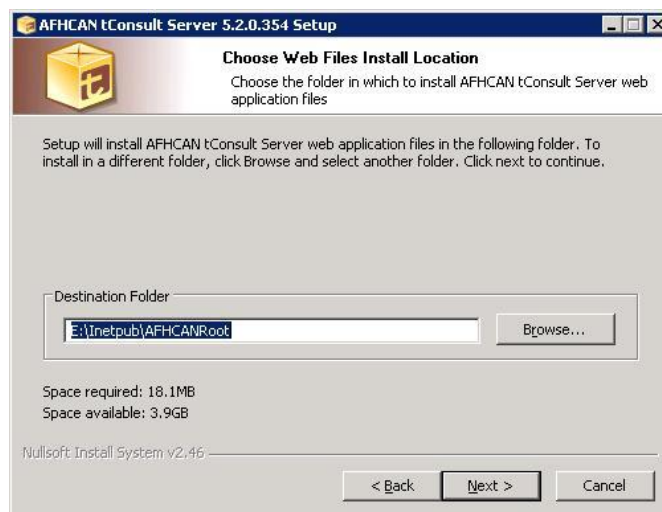 AFHCAN tConsult Server 5.2.0.354 Setup
Choose Web Files Install Location
Choose the folder in which to install AFHCAN tConsult Server web
application files
Setup will install AFHCAN tConsult Server web application files in the following folder. To
install in a different folder, click Browse and select another folder. Click next to continue.
Destination Folder
E:\Inetpub\AFHCANRoot
Browse...
Space required: 18.1MB
Space available: 3.9GB
Nullsoft Install System v2.46
< Back
Next >
Cancel